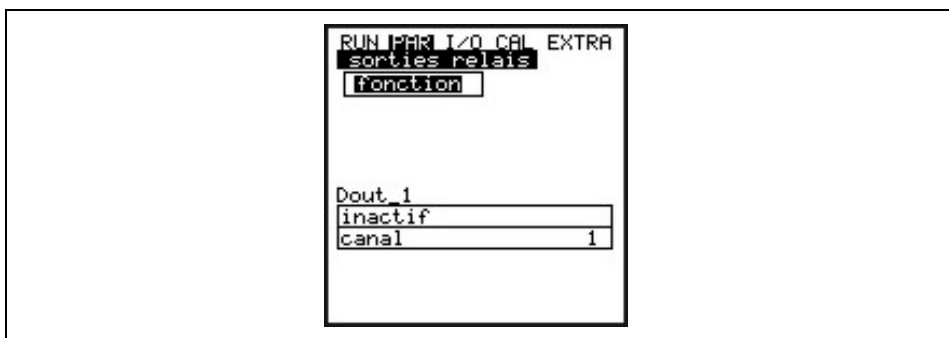 RUN PAR I/O CAL EXTRA
sorties relais
fonction
Dout_1
inactif
canal 1